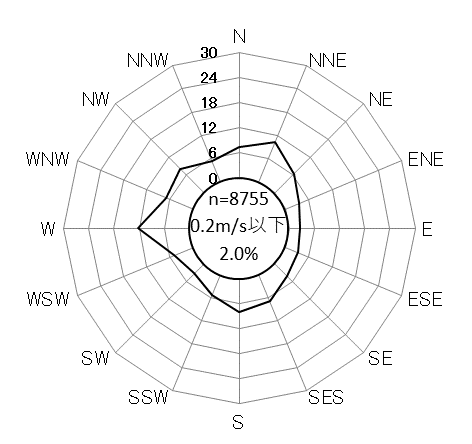 N
NNW
30
NNE
24
NW
18
NE
12
WNW
6
ENE
0
n=8755
W
0.2m/s以下
E
2.0%
WSW
ESE
SW
SE
SSW
SES
S